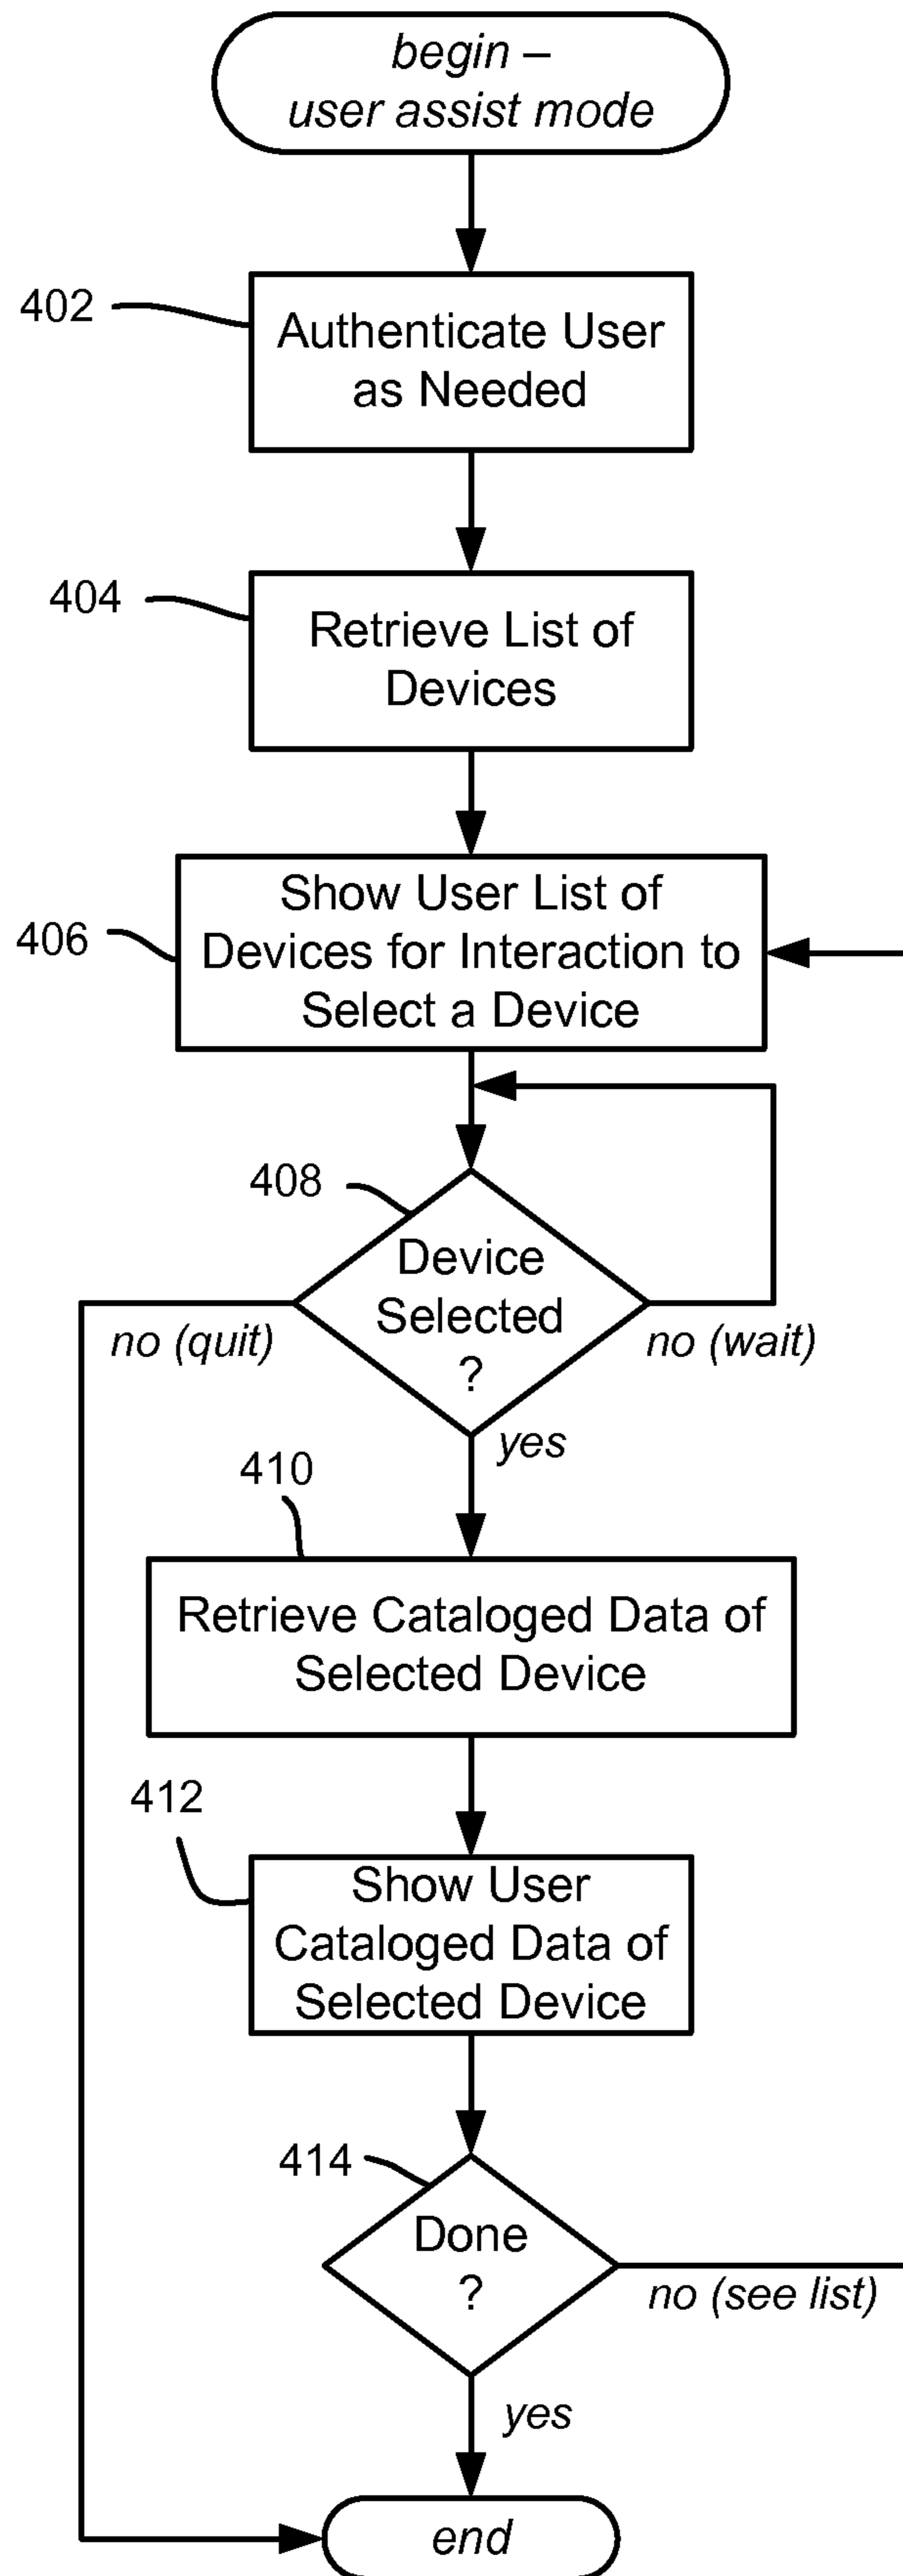 begin –
user assist mode
402
Authenticate User
as Needed
404
Retrieve List of
Devices
406
Show User List of
Devices for Interaction to
Select a Device
408
Device
Selected
?
no (quit)
no (wait)
yes
410
Retrieve Cataloged Data of
Selected Device
412
Show User
Cataloged Data of
Selected Device
414
Done
?
no (see list)
yes
end